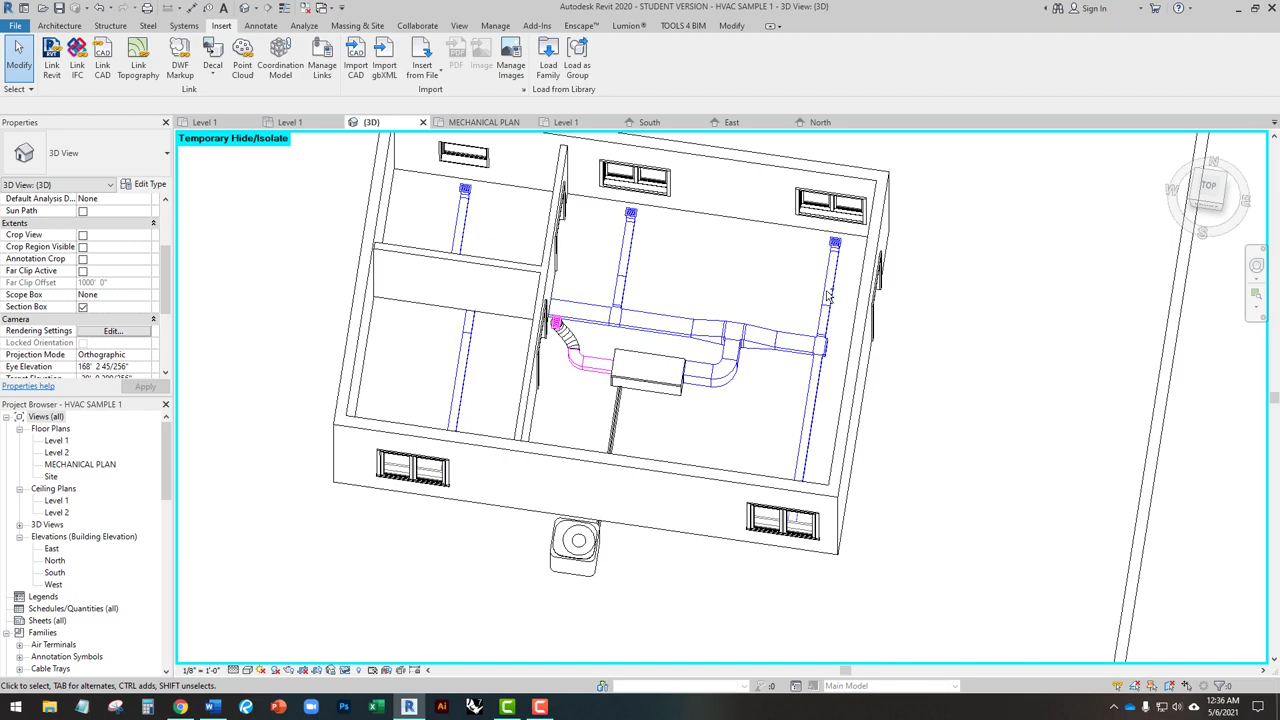 Autodesk Revit 2020 - STUDENT VERSION - HVAC SAMPLE 1 - 3D View: {3D}
Sign In
File Architecture Structure Steel Systems Insert Annotate Analyze Massing & Site Collaborate View Manage Add-Ins Enscape™ Lumion® TOOLS 4 BIM Modify
Modify
Link Revit
Link IFC
Link CAD
Link Topography
DWF Markup
Decal
Point Cloud
Coordination Model
Manage Links
Import CAD
Import gbXML
Insert from File
PDF
Image
Manage Images
Load Family
Load as Group
Select
Link
Import
Load from Library
Properties
Level 1
Level 1
{3D}
MECHANICAL PLAN
Level 1
South
East
North
Temporary Hide/Isolate
3D View
3D View: {3D}
Edit Type
Default Analysis D... None
Sun Path
Extents
Crop View
Crop Region Visible
Annotation Crop
Far Clip Active
Far Clip Offset 1000' 0"
Scope Box None
Section Box
Camera
Rendering Settings Edit...
Locked Orientation
Projection Mode Orthographic
Eye Elevation 168' 2 45/256"
Properties help
Apply
Project Browser - HVAC SAMPLE 1
Views (all)
Floor Plans
Level 1
Level 2
MECHANICAL PLAN
Site
Ceiling Plans
Level 1
Level 2
3D Views
Elevations (Building Elevation)
East
North
South
West
Legends
Schedules/Quantities (all)
Sheets (all)
Families
Air Terminals
Annotation Symbols
Cable Trays
TOP
N
E
S
W
1/8" = 1'-0"
Click to select, TAB for alternates, CTRL adds, SHIFT unselects.
:0
Main Model
:0
12:36 AM
5/6/2021